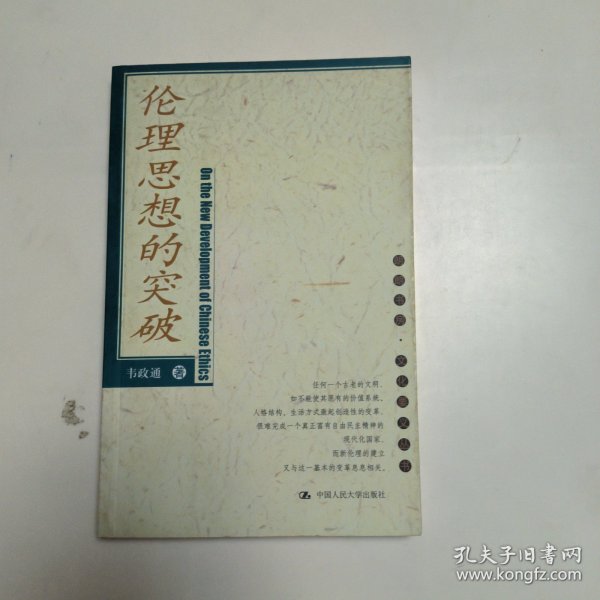 伦理思想的突破
On the New Development of Chinese Ethics
韦政通 著
任何一个古老的文明,
如不能使其既有的价值系统、
人格结构、生活方式激起创造性的变革,
很难完成一个真正富有自由民主精神的
现代化国家,
而新伦理的建立
又与这一基本的变革息息相关。
中国人民大学出版社
孔夫子旧书网
www.kongfz.com